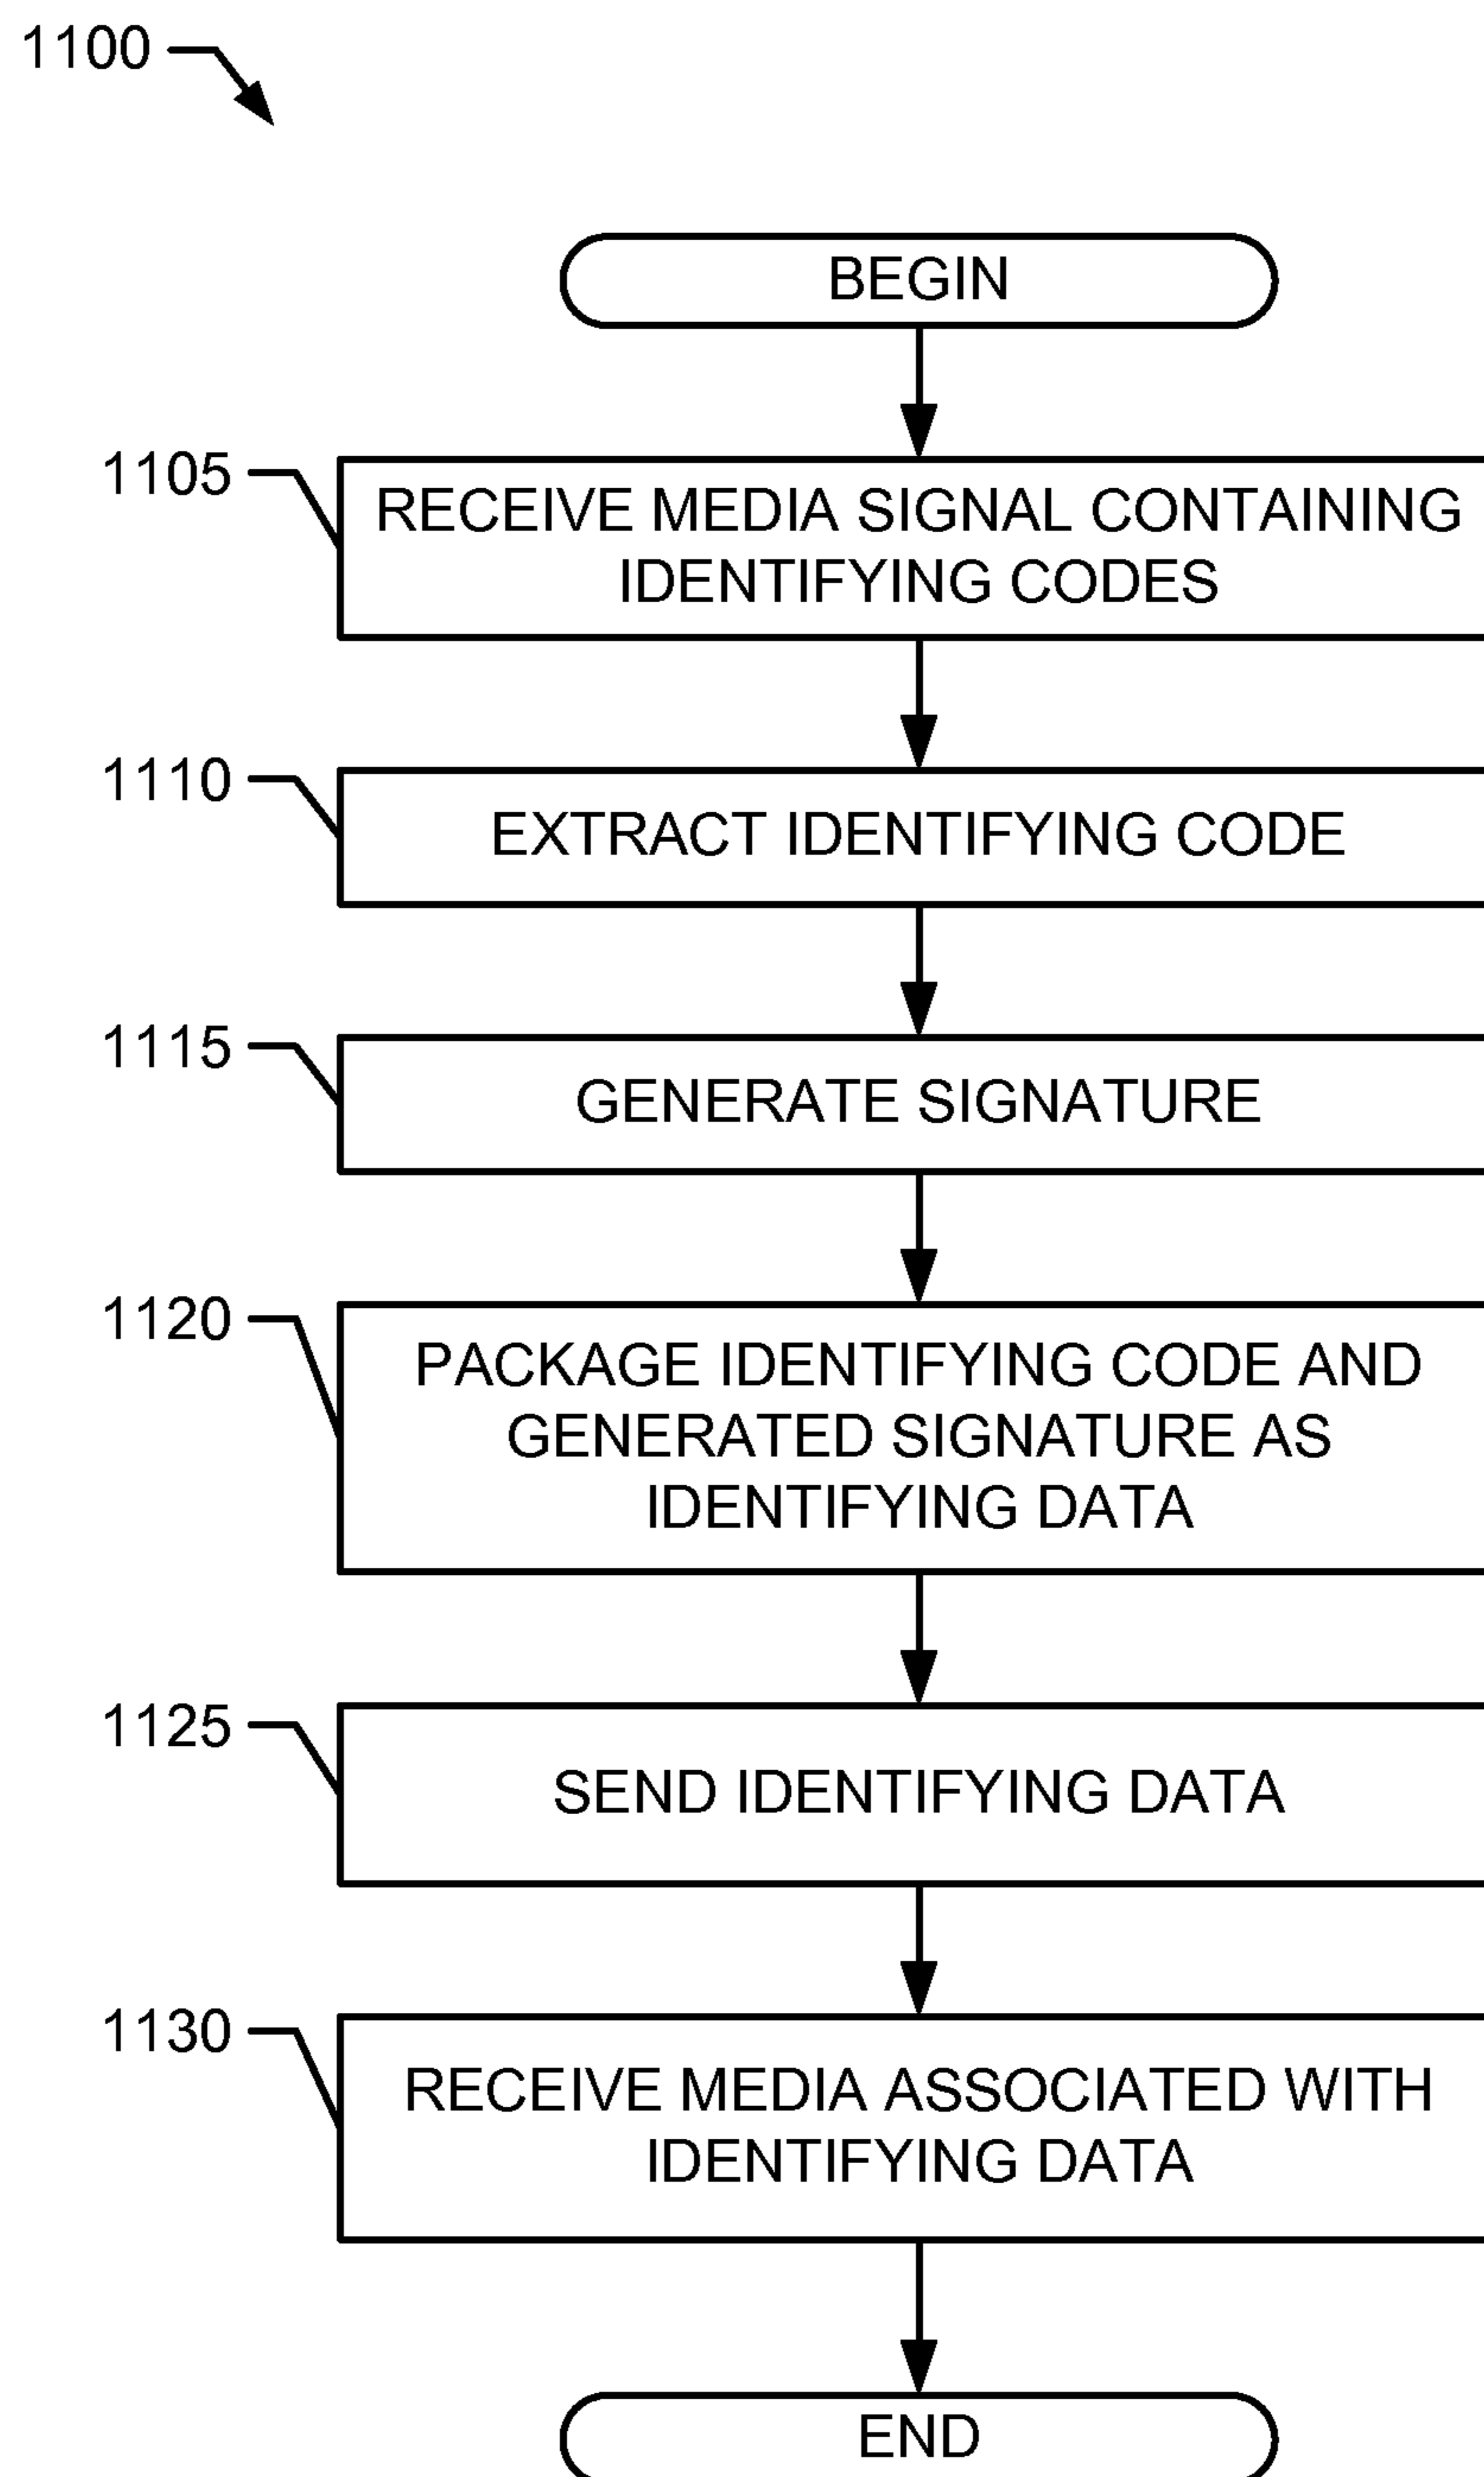 1100
BEGIN
1105
RECEIVE MEDIA SIGNAL CONTAINING
IDENTIFYING CODES
1110
EXTRACT IDENTIFYING CODE
1115
GENERATE SIGNATURE
1120
PACKAGE IDENTIFYING CODE AND
GENERATED SIGNATURE AS
IDENTIFYING DATA
1125
SEND IDENTIFYING DATA
1130
RECEIVE MEDIA ASSOCIATED WITH
IDENTIFYING DATA
END